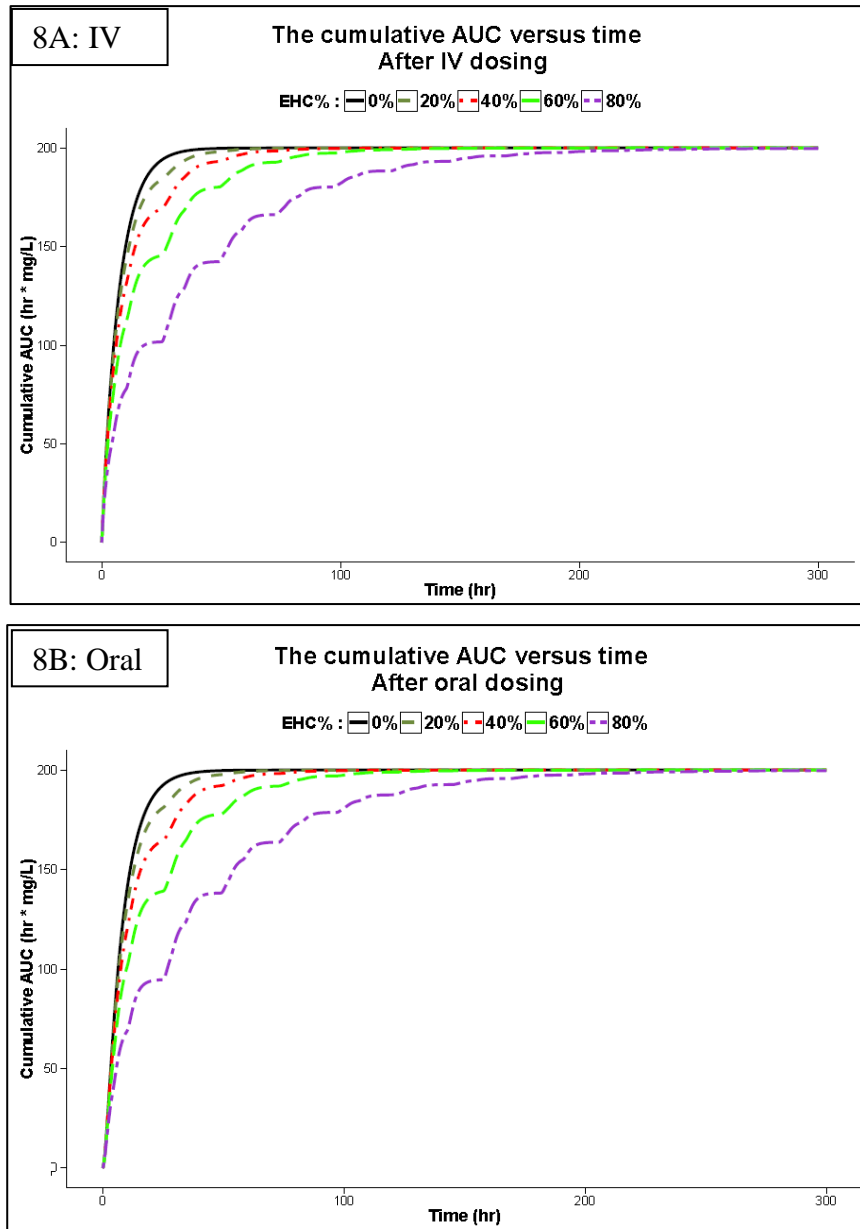 8A: IV
The cumulative AUC versus time
After IV dosing
EHC% : 0% 20% 40% 60% 80%
Cumulative AUC (hr * mg/L)
200
150
100
50
0
0 100 200 300
Time (hr)
8B: Oral
The cumulative AUC versus time
After oral dosing
EHC% : 0% 20% 40% 60% 80%
Cumulative AUC (hr * mg/L)
200
150
100
50
0
0 100 200 300
Time (hr)